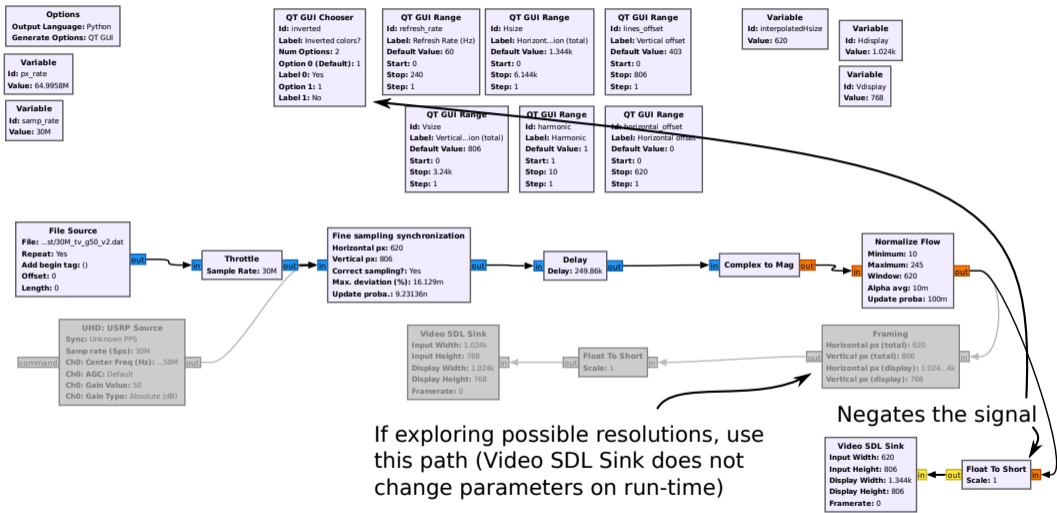 Options
Output Language: Python
Generate Options: QT GUI
Variable
Id: px_rate
Value: 64.9958M
Variable
Id: samp_rate
Value: 30M
QT GUI Chooser
Id: inverted
Label: Inverted colors?
Num Options: 2
Option 0 (Default): 1
Label 0: Yes
Option 1: 1
Label 1: No
QT GUI Range
Id: refresh_rate
Label: Refresh Rate (Hz)
Default Value: 60
Start: 0
Stop: 240
Step: 1
QT GUI Range
Id: Hsize
Label: Horizont...ion (total)
Default Value: 1.344k
Start: 0
Stop: 6.144k
Step: 1
QT GUI Range
Id: lines_offset
Label: Vertical offset
Default Value: 403
Start: 0
Stop: 806
Step: 1
Variable
Id: interpolatedHsize
Value: 620
Variable
Id: Hdisplay
Value: 1.024k
Variable
Id: Vdisplay
Value: 768
QT GUI Range
Id: Vsize
Label: Vertical...ion (total)
Default Value: 806
Start: 0
Stop: 3.24k
Step: 1
QT GUI Range
Id: harmonic
Label: Harmonic
Default Value: 1
Start: 1
Stop: 10
Step: 1
QT GUI Range
Id: horizontal_offset
Label: Horizontal offset
Default Value: 0
Start: 0
Stop: 620
Step: 1
File Source
File: ...st/30M_tv_g50_v2.dat
Repeat: Yes
Add begin tag: ()
Offset: 0
Length: 0
out
in
Throttle
Sample Rate: 30M
out
in
Fine sampling synchronization
Horizontal px: 620
Vertical px: 806
Correct sampling?: Yes
Max. deviation (%): 16.129m
Update proba.: 9.23136n
out
in
Delay
Delay: 249.86k
out
in
Complex to Mag
out
in
Normalize Flow
Minimum: 10
Maximum: 245
Window: 620
Alpha avg: 10m
Update proba: 100m
out
command
UHD: USRP Source
Sync: Unknown PPS
Samp rate (Sps): 30M
Ch0: Center Freq (Hz): ...58M
Ch0: AGC: Default
Ch0: Gain Value: 50
Ch0: Gain Type: Absolute (dB)
out
Video SDL Sink
Input Width: 1.024k
Input Height: 768
Display Width: 1.024k
Display Height: 768
Framerate: 0
in
out
Float To Short
Scale: 1
in
out
Framing
Horizontal px (total): 620
Vertical px (total): 806
Horizontal px (display): 1.024...4k
Vertical px (display): 768
in
If exploring possible resolutions, use
this path (Video SDL Sink does not
change parameters on run-time)
Negates the signal
Video SDL Sink
Input Width: 620
Input Height: 806
Display Width: 1.344k
Display Height: 806
Framerate: 0
in
out
Float To Short
Scale: 1
in